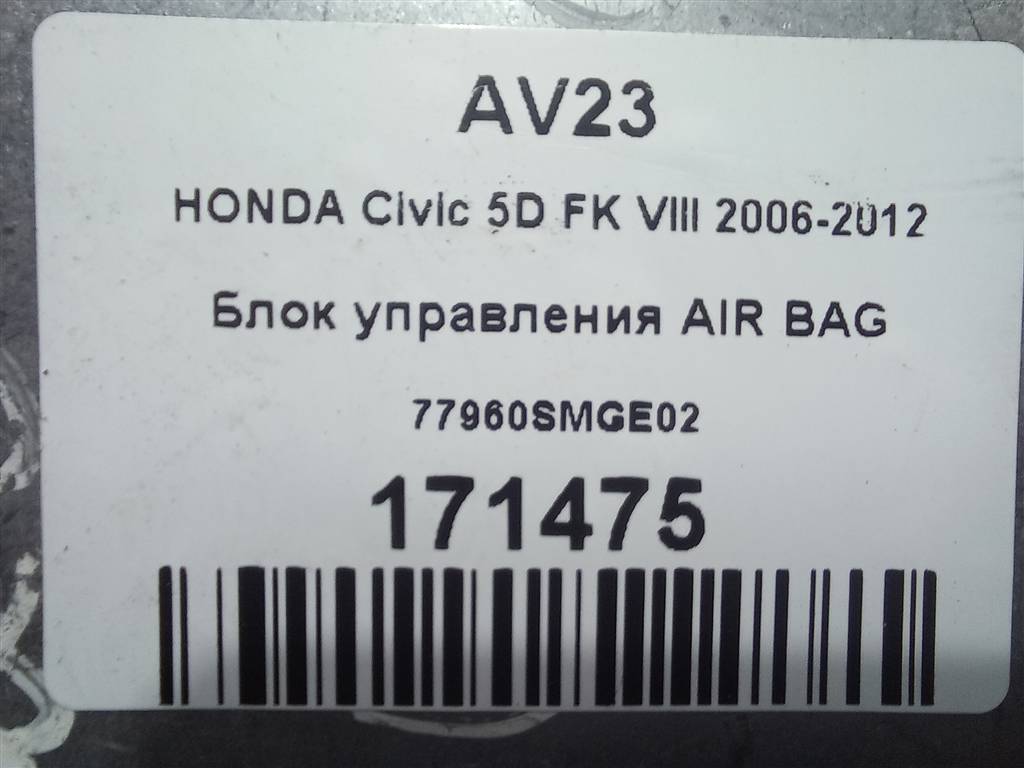 AV23
HONDA Civic 5D FK VIII 2006-2012
Блок управления AIR BAG
77960SMGE02
171475